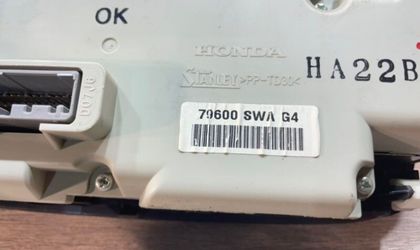 OK
HONDA
STANLEY >PP-TD30<
HA22B
79600 SWA G4